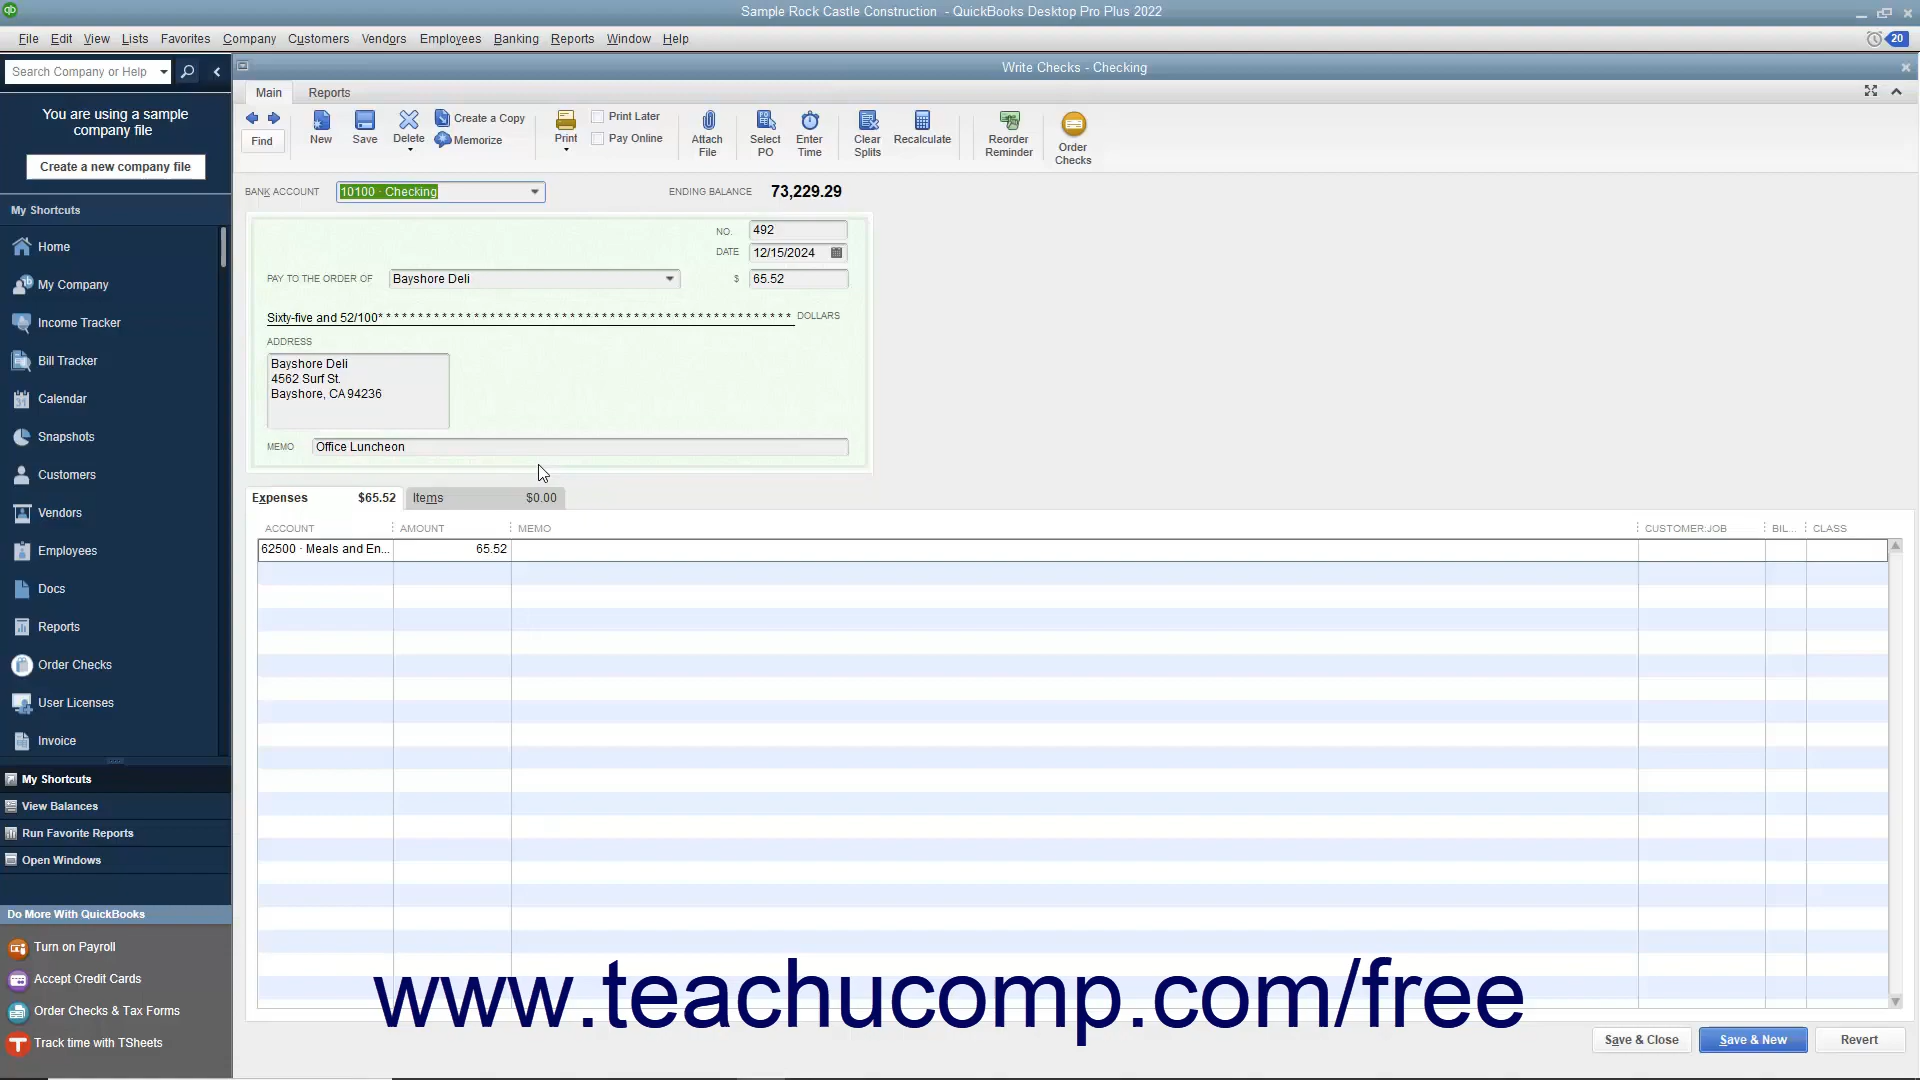 Sample Rock Castle Construction - QuickBooks Desktop Pro Plus 2022
File Edit View Lists Favorites Company Customers Vendors Employees Banking Reports Window Help 20
Search Company or Help
You are using a sample
company file
Create a new company file
My Shortcuts
Home
My Company
Income Tracker
Bill Tracker
Calendar
Snapshots
Customers
Vendors
Employees
Docs
Reports
Order Checks
User Licenses
Invoice
My Shortcuts
View Balances
Run Favorite Reports
Open Windows
Do More With QuickBooks
Turn on Payroll
Accept Credit Cards
Order Checks & Tax Forms
Track time with TSheets
Write Checks - Checking
Main Reports
Find
New
Save
Delete
Create a Copy
Memorize
Print
Print Later
Pay Online
Attach
File
Select
PO
Enter
Time
Clear
Splits
Recalculate
Reorder
Reminder
Order
Checks
BANK ACCOUNT 10100 · Checking ENDING BALANCE 73,229.29
NO. 492
DATE 12/15/2024
PAY TO THE ORDER OF Bayshore Deli $ 65.52
Sixty-five and 52/100* * * * * * * * * * * * * * * * * * * * * * * * * * * * * * * * * * * * * * * * * * * * * * * * * * * DOLLARS
ADDRESS
Bayshore Deli
4562 Surf St.
Bayshore, CA 94236
MEMO Office Luncheon
Expenses $65.52 Items $0.00
ACCOUNT AMOUNT MEMO CUSTOMER:JOB BIL... CLASS
62500 · Meals and En... 65.52
www.teachucomp.com/free
Save & Close Save & New Revert